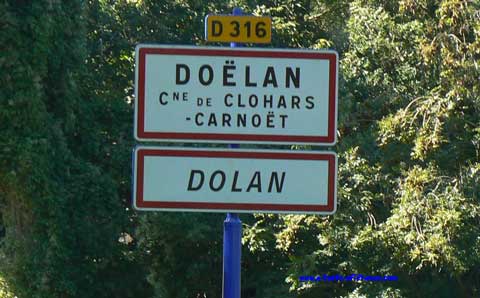 D 316
DOËLAN
CNE DE CLOHARS
-CARNOËT
DOLAN